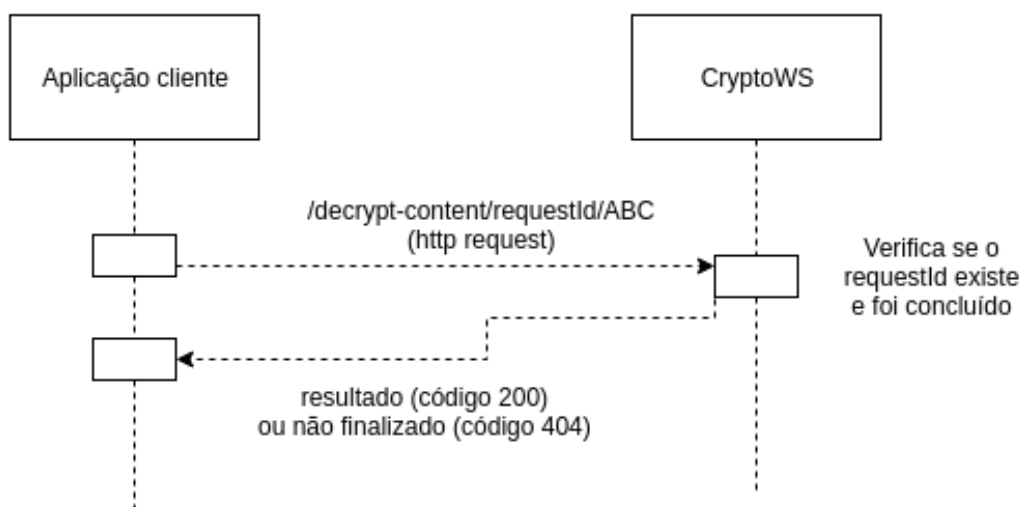 Aplicação cliente
CryptoWS
/decrypt-content/requestId/ABC
(http request)
Verifica se o
requestId existe
e foi concluído
resultado (código 200)
ou não finalizado (código 404)